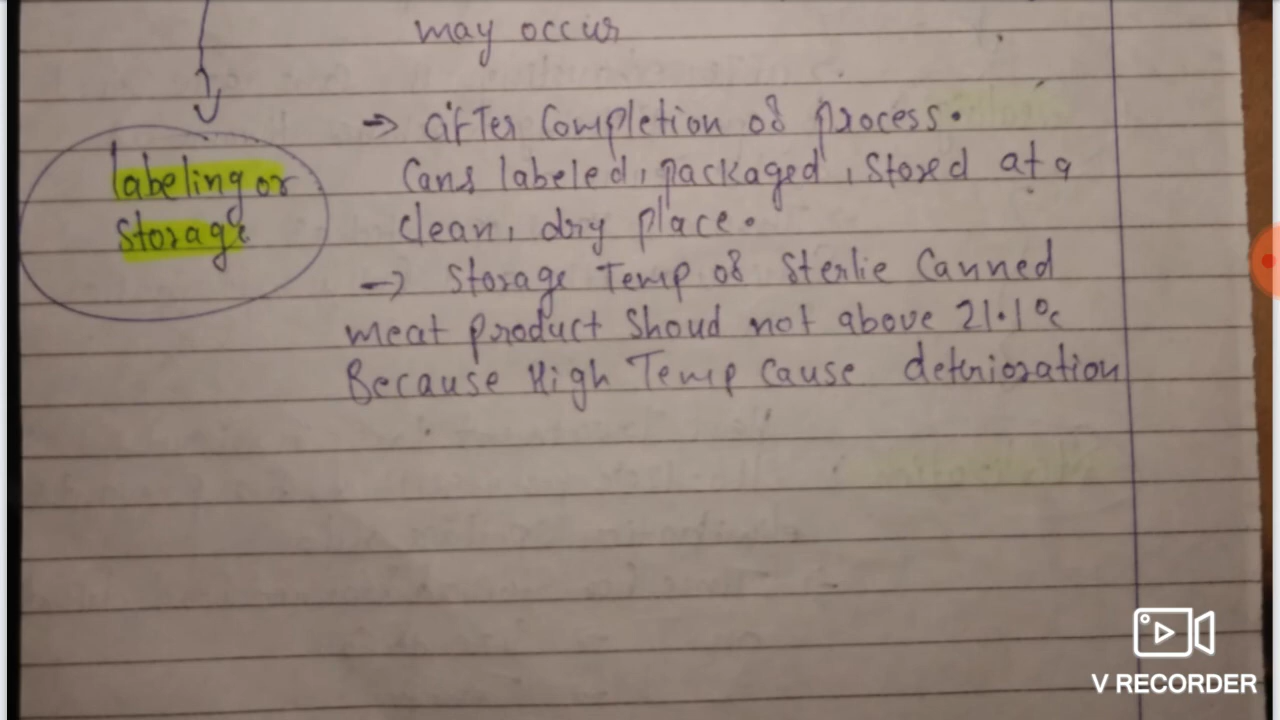 may occur
→ after Completion of process.
labeling or
Cans labeled, packaged, stored at a
storage
clean, dry place.
→ Storage Temp of Sterlie Canned
meat product Shoud not above 21.1°c
Because High Temp cause deterioration
V RECORDER